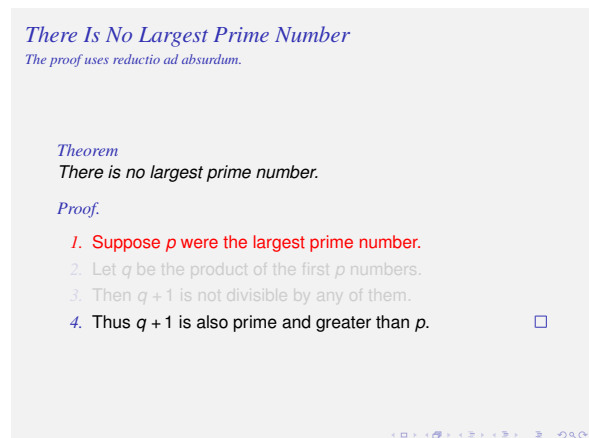 There Is No Largest Prime Number
The proof uses reductio ad absurdum.
Theorem
There is no largest prime number.
Proof.
1. Suppose p were the largest prime number.
2. Let q be the product of the first p numbers.
3. Then q + 1 is not divisible by any of them.
4. Thus q + 1 is also prime and greater than p.